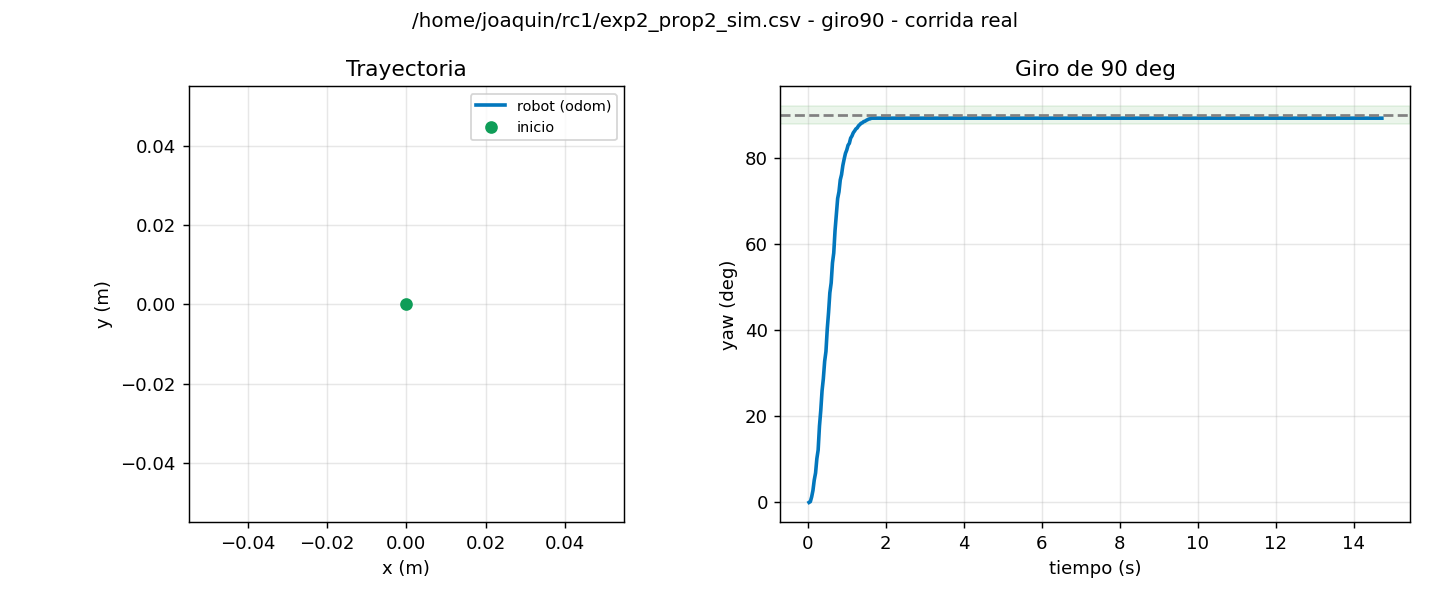 /home/joaquin/rc1/exp2_prop2_sim.csv - giro90 - corrida real
Trayectoria
robot (odom)
inicio
0.04
0.02
0.00
−0.02
−0.04
y (m)
−0.04 −0.02 0.00 0.02 0.04
x (m)
Giro de 90 deg
80
60
40
20
0
yaw (deg)
0 2 4 6 8 10 12 14
tiempo (s)